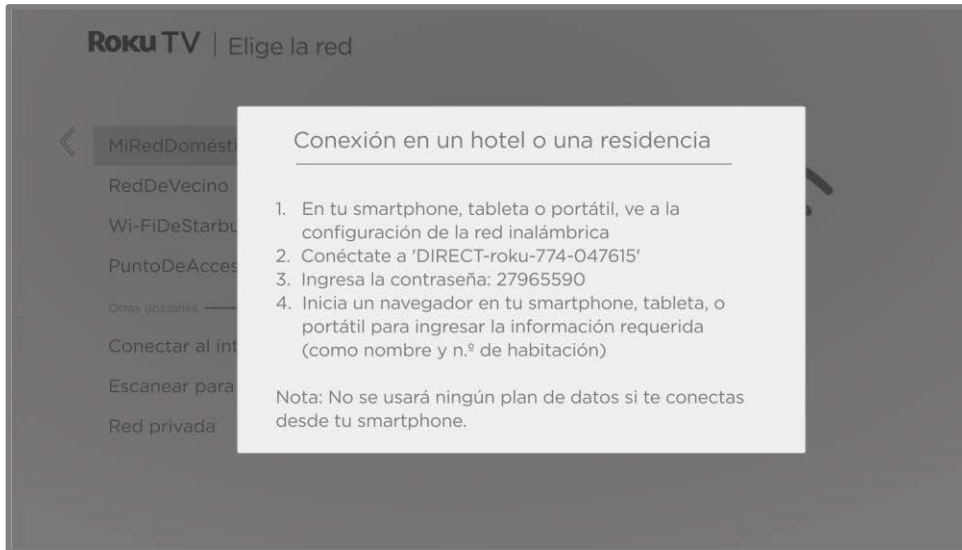 Roku TV | Elige la red
Conexión en un hotel o una residencia
1. En tu smartphone, tableta o portátil, ve a la
configuración de la red inalámbrica
2. Conéctate a 'DIRECT-roku-774-047615'
3. Ingresa la contraseña: 27965590
4. Inicia un navegador en tu smartphone, tableta, o
portátil para ingresar la información requerida
(como nombre y n.º de habitación)
Nota: No se usará ningún plan de datos si te conectas
desde tu smartphone.
MiRedDomésti
RedDeVecino
Wi-FiDeStarbu
PuntoDeAcces
Otras opciones
Conectar al int
Escanear para
Red privada